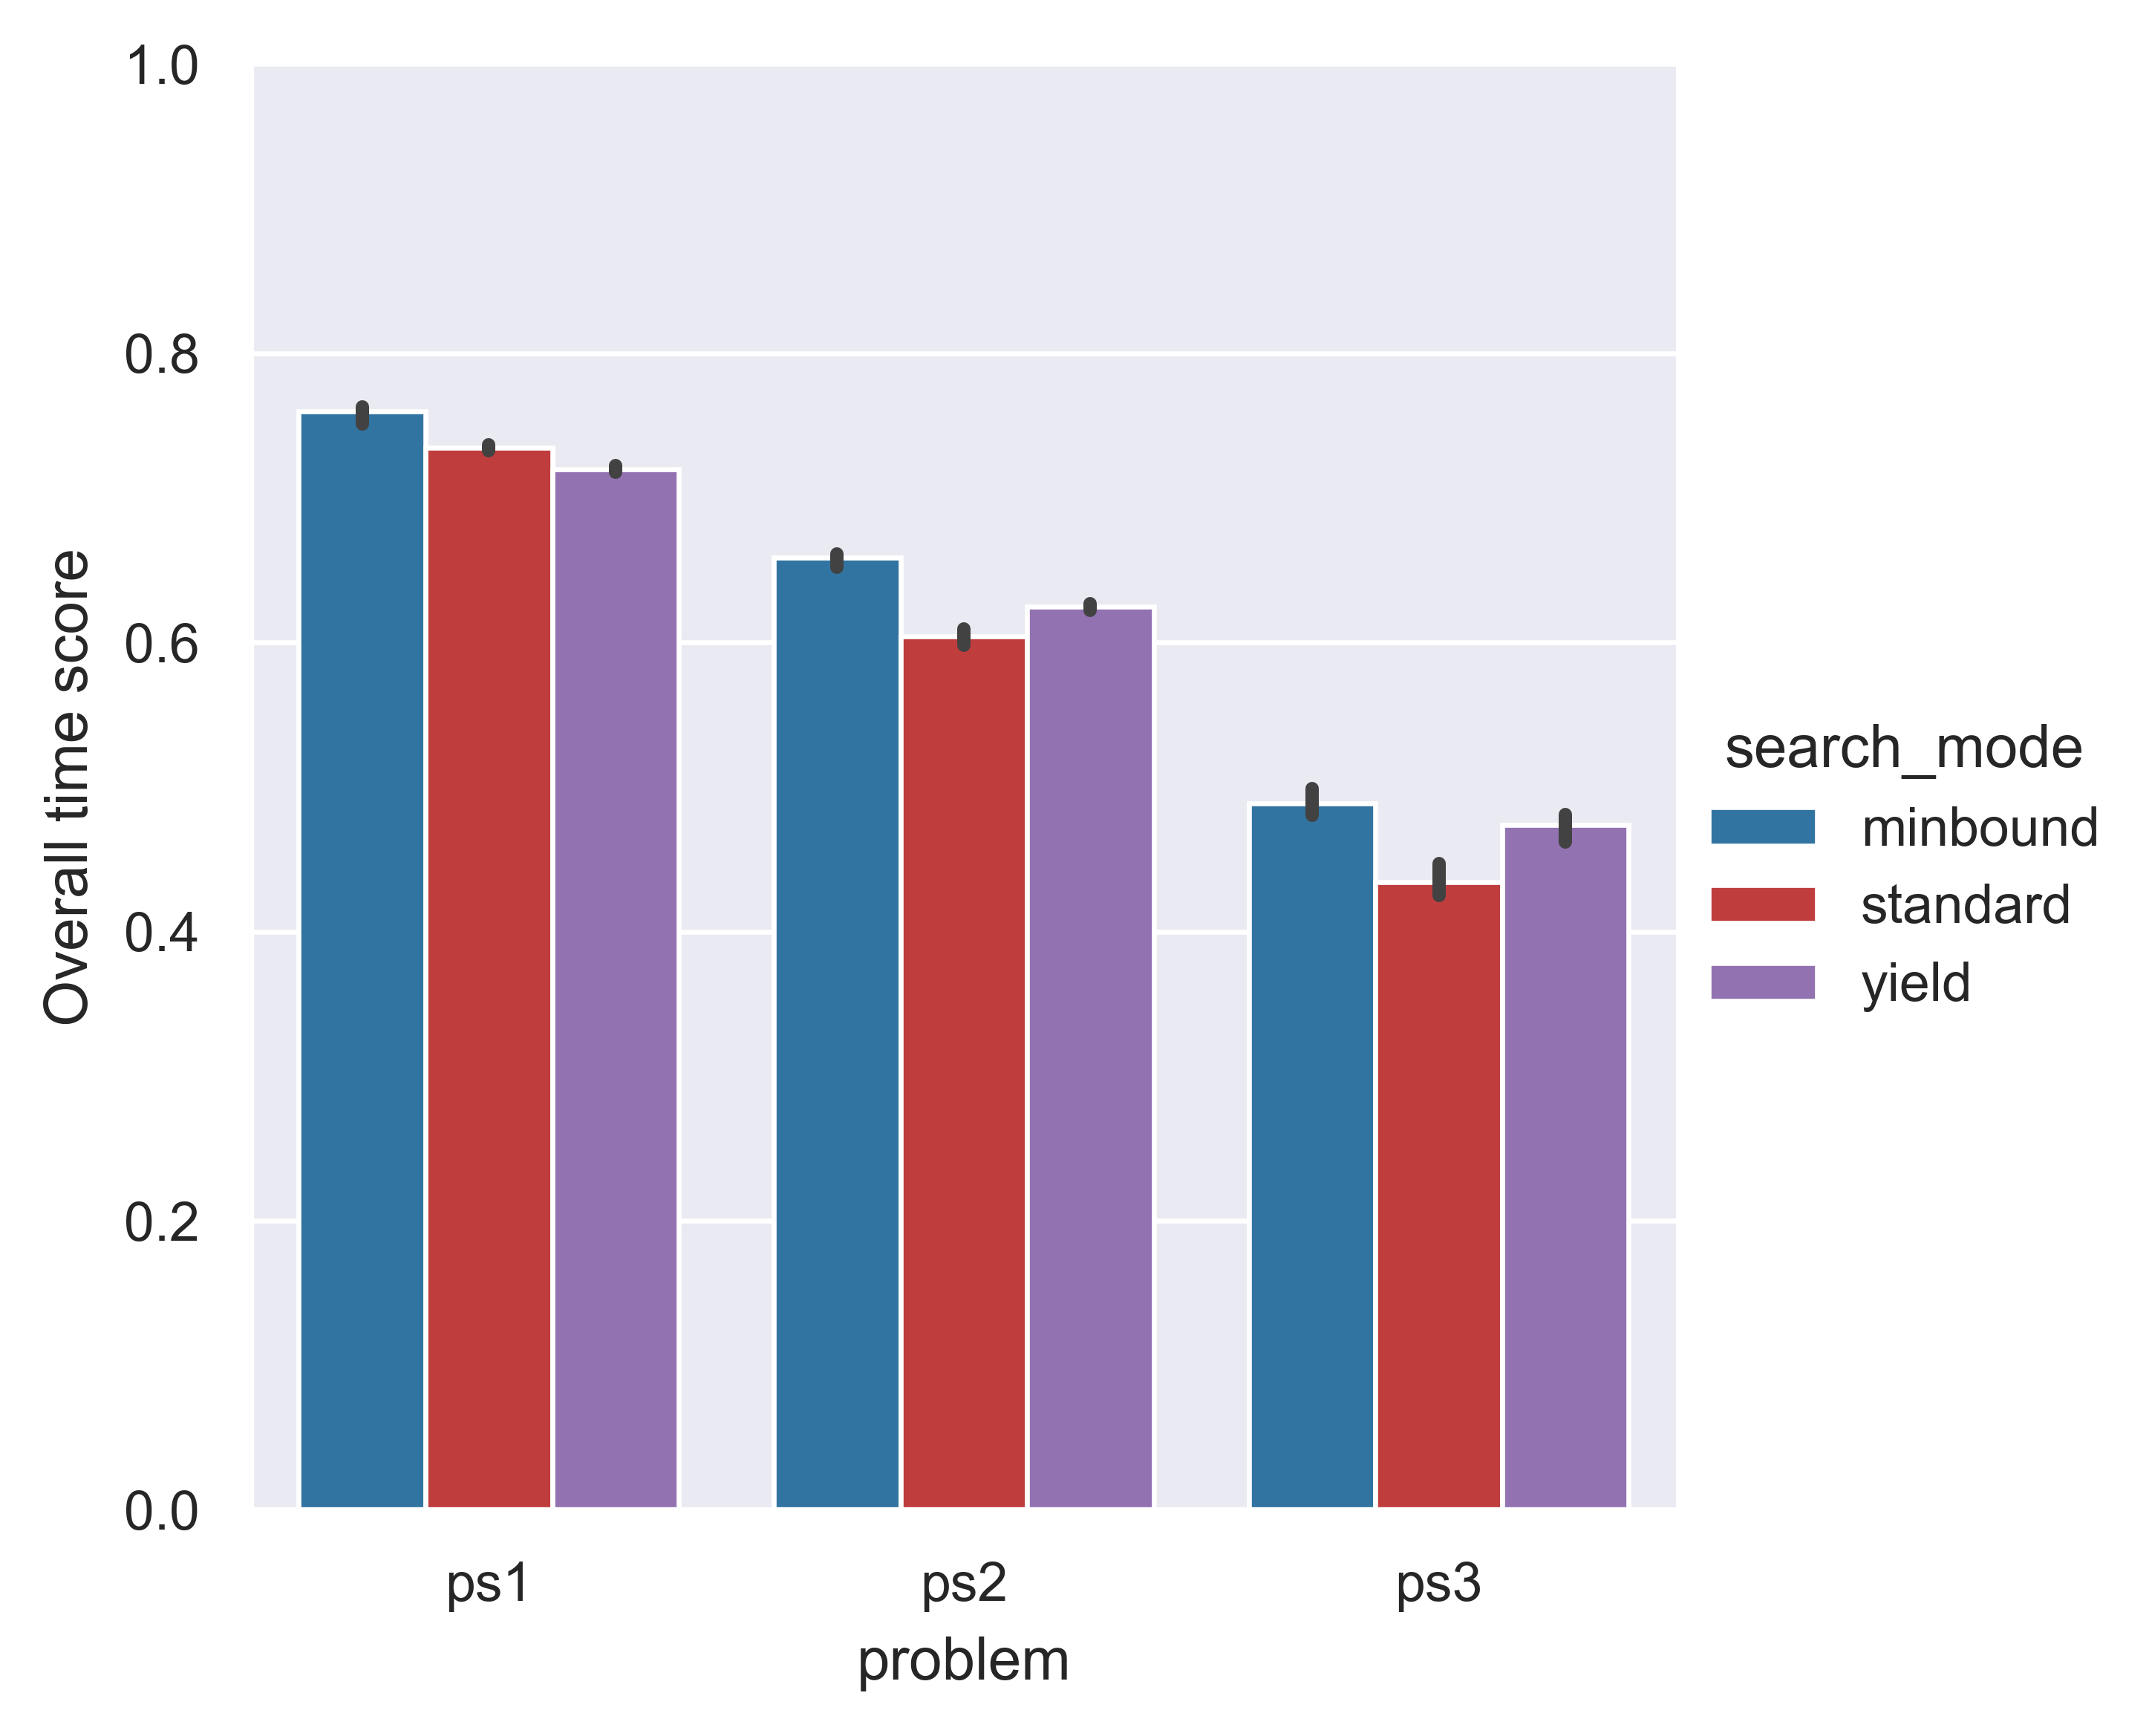 1.0
0.8
0.6
0.4
0.2
0.0
Overall time score
ps1
ps2
ps3
problem
search_mode
minbound
standard
yield